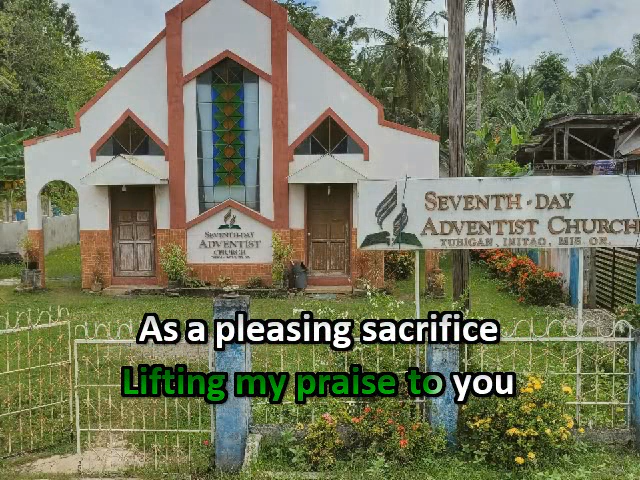 SEVENTH-DAY
ADVENTIST CHURCH
TUBIGAN, INITAO, MIS. OR.
SEVENTH-DAY
ADVENTIST
CHURCH
As a pleasing sacrifice
Lifting my praise to you